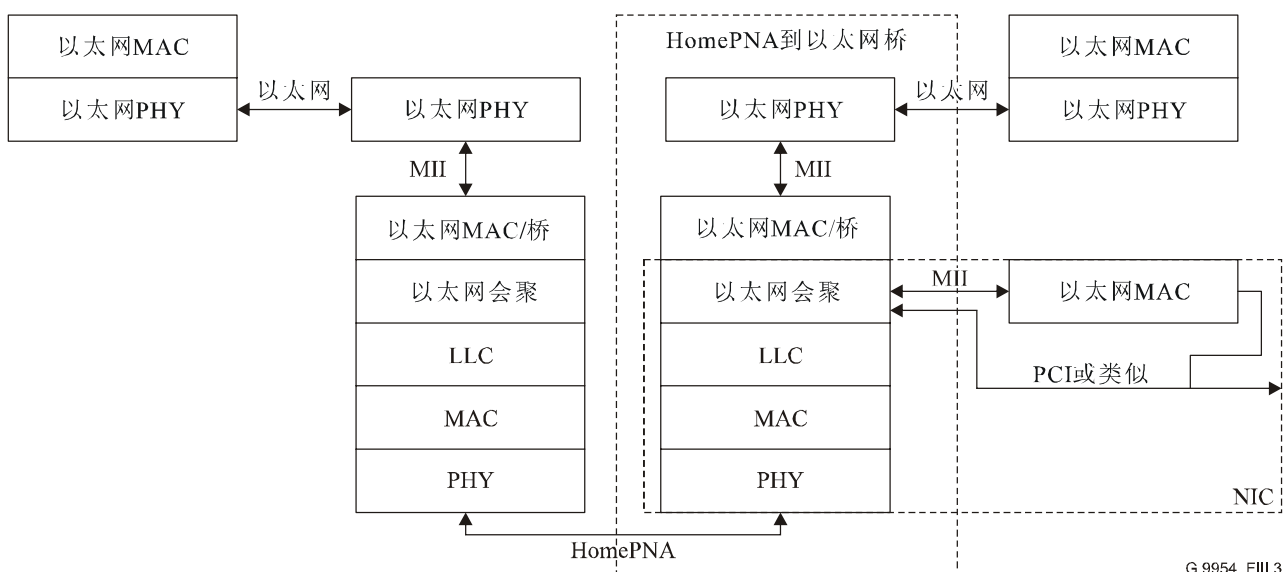 以太网MAC
以太网PHY
以太网
以太网PHY
MII
以太网MAC/桥
以太网会聚
LLC
MAC
PHY
HomePNA
HomePNA到以太网桥
以太网PHY
以太网
以太网MAC
以太网PHY
MII
以太网MAC/桥
以太网会聚
LLC
MAC
PHY
MII
以太网MAC
PCI或类似
NIC
G.9954_FIII.3